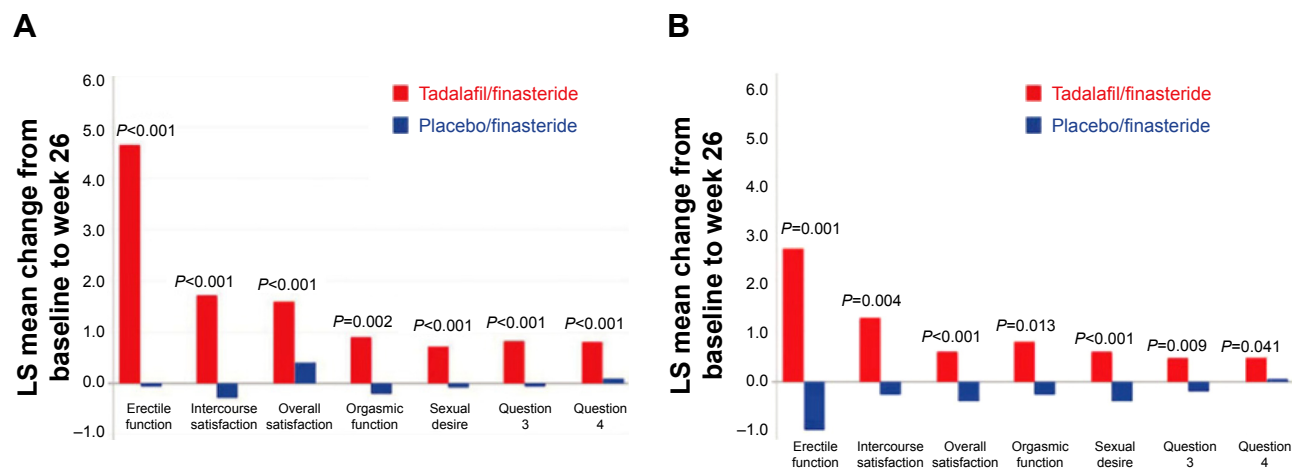 A
LS mean change from
baseline to week 26
6.0
5.0
4.0
3.0
2.0
1.0
0.0
–1.0
Tadalafil/finasteride
Placebo/finasteride
P<0.001
P<0.001
P<0.001
P=0.002
P<0.001
P<0.001
P<0.001
Erectile
function
Intercourse
satisfaction
Overall
satisfaction
Orgasmic
function
Sexual
desire
Question
3
Question
4
B
LS mean change from
baseline to week 26
6.0
5.0
4.0
3.0
2.0
1.0
0.0
–1.0
Tadalafil/finasteride
Placebo/finasteride
P=0.001
P=0.004
P<0.001
P=0.013
P<0.001
P=0.009
P=0.041
Erectile
function
Intercourse
satisfaction
Overall
satisfaction
Orgasmic
function
Sexual
desire
Question
3
Question
4